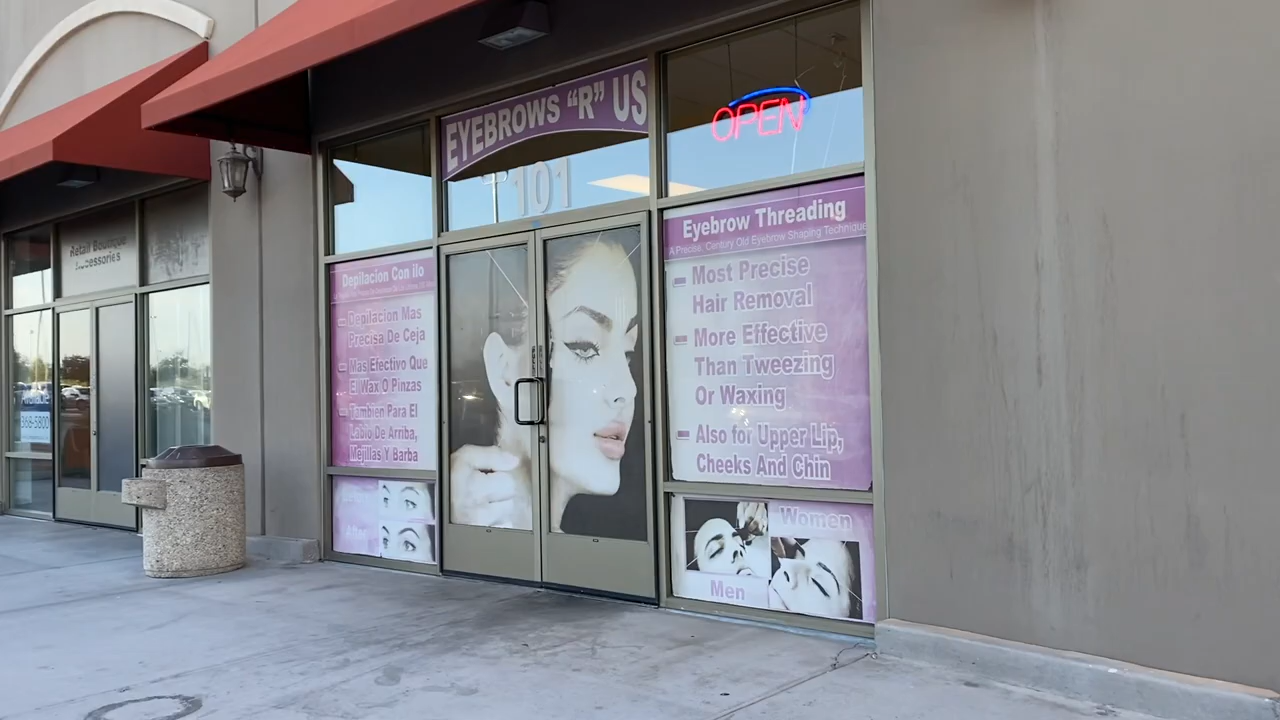 EYEBROWS "R" US
101
OPEN
Retail Boutique
Accessories
368-5800
Depilacion Con ilo
Depilacion Mas
Precisa De Ceja
Mas Efectivo Que
El Wax O Pinzas
Tambien Para El
Labio De Arriba,
Mejillas Y Barba
Eyebrow Threading
A Precise, Century Old Eyebrow Shaping Technique
Most Precise
Hair Removal
More Effective
Than Tweezing
Or Waxing
Also for Upper Lip,
Cheeks And Chin
Women
Men